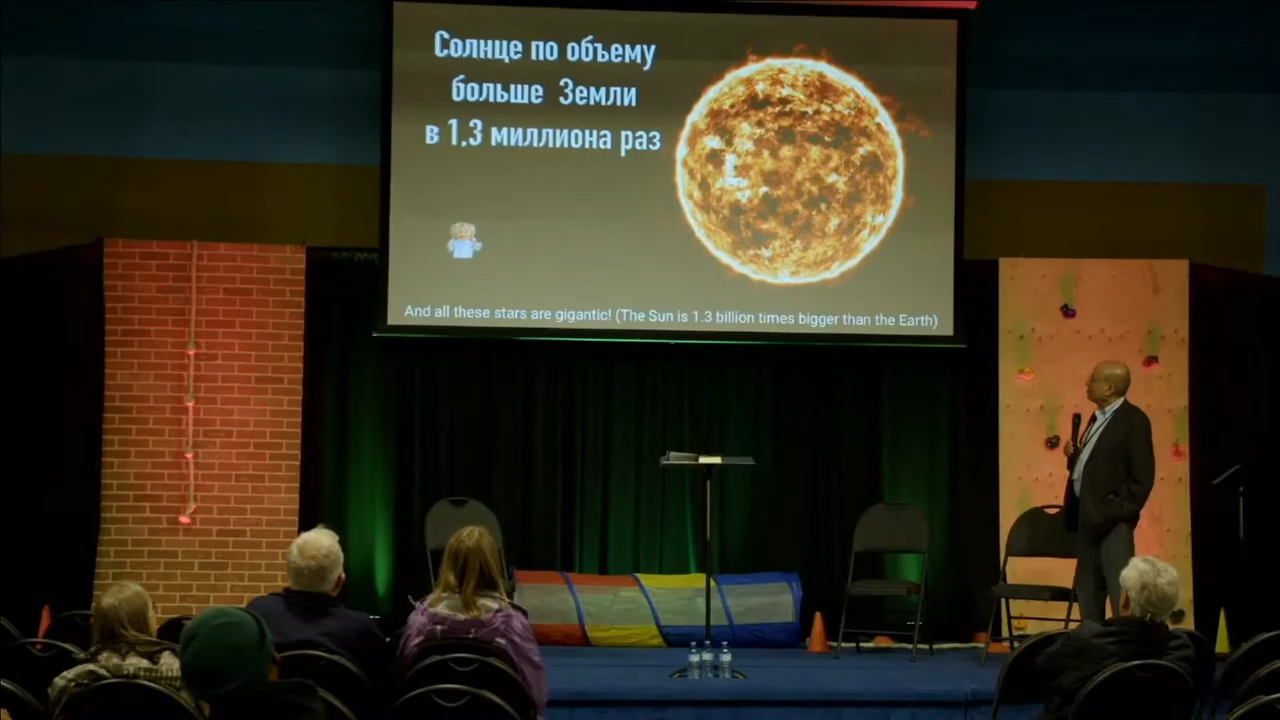 Солнце по объему
больше Земли
в 1.3 миллиона раз
And all these stars are gigantic! (The Sun is 1.3 billion times bigger than the Earth)